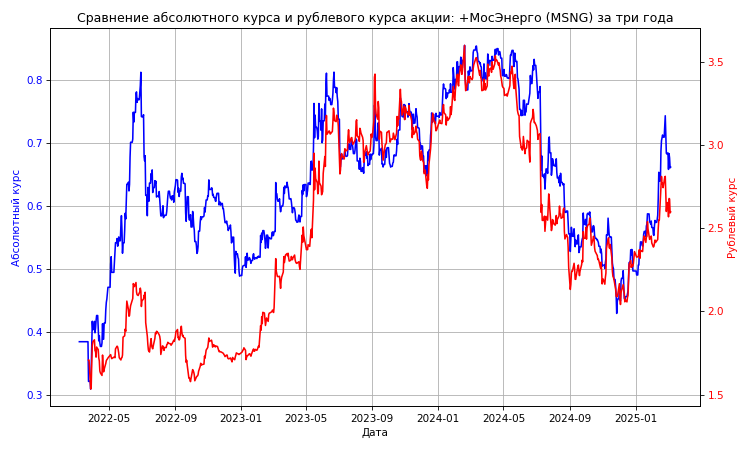 Сравнение абсолютного курса и рублевого курса акции: +МосЭнерго (MSNG) за три года
Абсолютный курс
0.8
0.7
0.6
0.5
0.4
0.3
3.5
3.0
2.5
2.0
1.5
Рублевый курс
2022-05 2022-09 2023-01 2023-05 2023-09 2024-01 2024-05 2024-09 2025-01
Дата